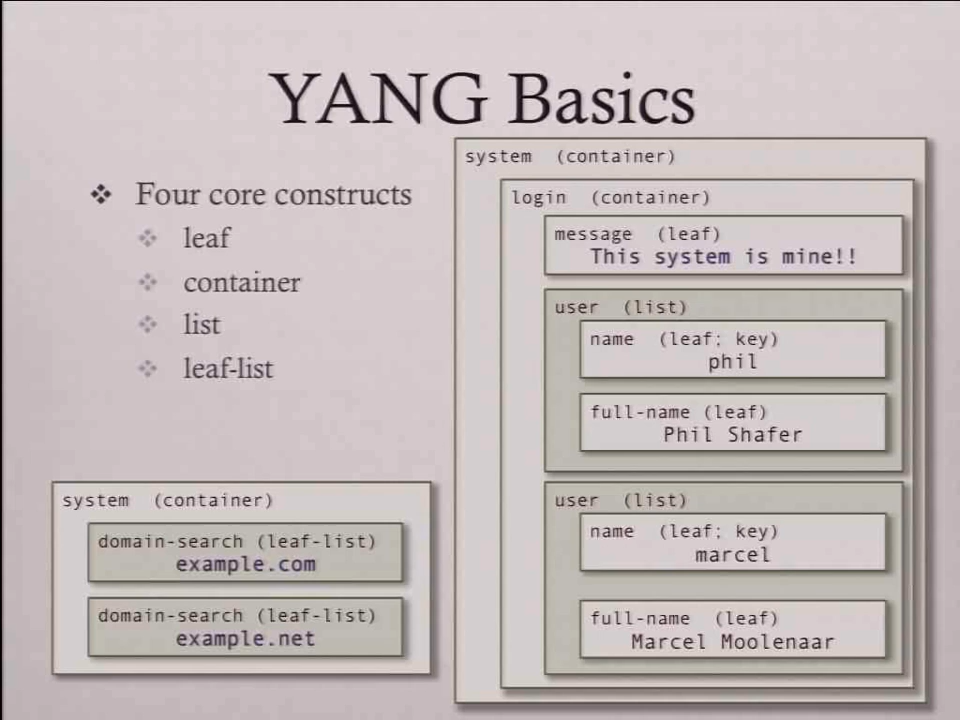 YANG Basics
Four core constructs
leaf
container
list
leaf-list
system (container)
domain-search (leaf-list)
example.com
domain-search (leaf-list)
example.net
system (container)
login (container)
message (leaf)
This system is mine!!
user (list)
name (leaf; key)
phil
full-name (leaf)
Phil Shafer
user (list)
name (leaf; key)
marcel
full-name (leaf)
Marcel Moolenaar